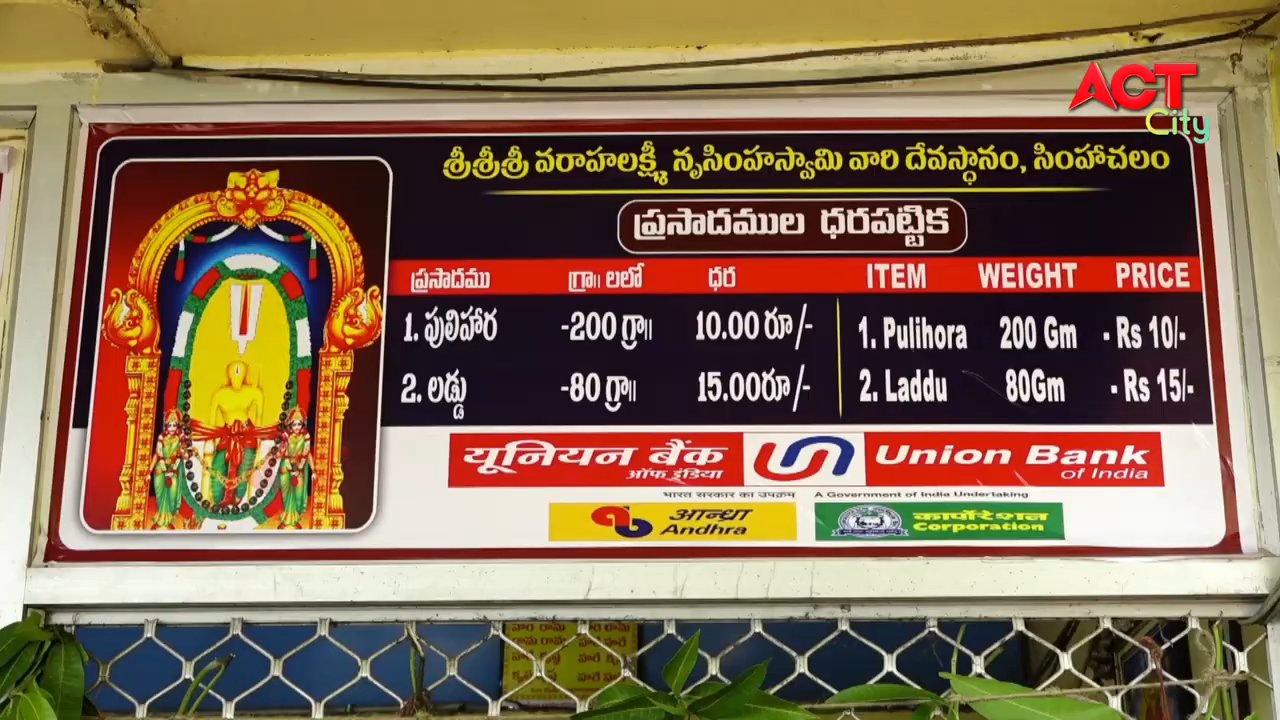 ACT
City
శ్రీశ్రీశ్రీ వరాహలక్ష్మీ నృసింహస్వామి వారి దేవస్థానం, సింహాచలం
ప్రసాదముల ధరపట్టిక
ప్రసాదము గ్రా॥ లలో ధర ITEM WEIGHT PRICE
1. పులిహార -200 గ్రా॥ 10.00 రూ/- 1. Pulihora 200 Gm - Rs 10/-
2. లడ్డు -80 గ్రా॥ 15.00రూ/- 2. Laddu 80Gm - Rs 15/-
यूनियन बैंक Union Bank
ऑफ इंडिया of India
भारत सरकार का उपक्रम A Government of India Undertaking
आन्ध्रा कार्पोरेशन
Andhra Corporation